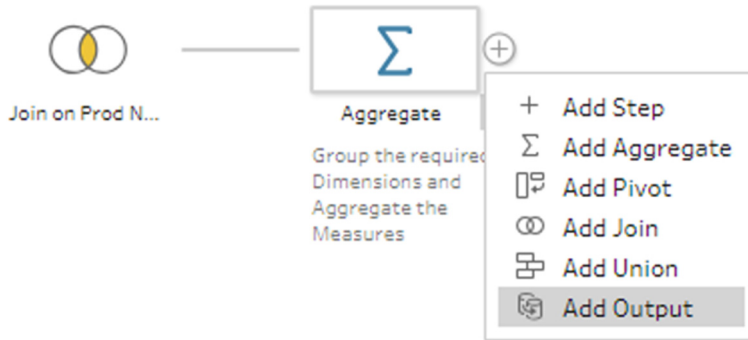 Join on Prod N...
Aggregate
Group the required
Dimensions and
Aggregate the
Measures
Add Step
Add Aggregate
Add Pivot
Add Join
Add Union
Add Output